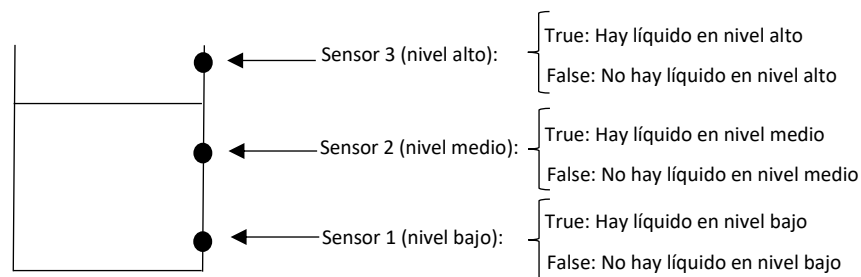 True: Hay líquido en nivel alto
Sensor 3 (nivel alto):
False: No hay líquido en nivel alto
True: Hay líquido en nivel medio
Sensor 2 (nivel medio):
False: No hay líquido en nivel medio
True: Hay líquido en nivel bajo
Sensor 1 (nivel bajo):
False: No hay líquido en nivel bajo